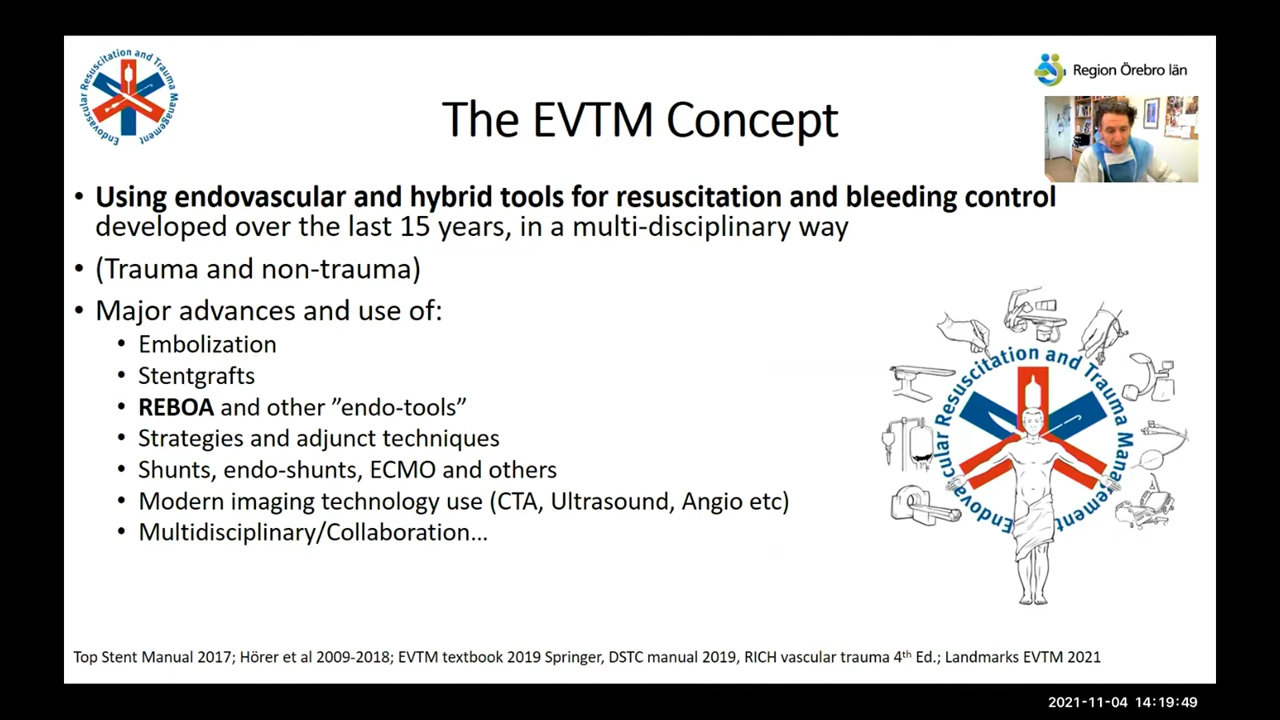 Endovascular Resuscitation and Trauma Management
Region Örebro län
The EVTM Concept
• Using endovascular and hybrid tools for resuscitation and bleeding control
developed over the last 15 years, in a multi-disciplinary way
• (Trauma and non-trauma)
• Major advances and use of:
• Embolization
• Stentgrafts
• REBOA and other ”endo-tools”
• Strategies and adjunct techniques
• Shunts, endo-shunts, ECMO and others
• Modern imaging technology use (CTA, Ultrasound, Angio etc)
• Multidisciplinary/Collaboration...
Endovascular Resuscitation and Trauma Management
Top Stent Manual 2017; Hörer et al 2009-2018; EVTM textbook 2019 Springer, DSTC manual 2019, RICH vascular trauma 4th Ed.; Landmarks EVTM 2021
2021-11-04 14:19:49